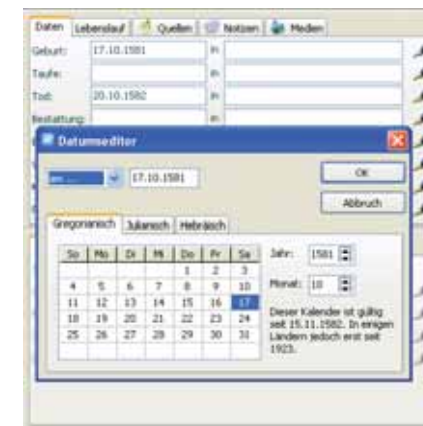 Daten Lebenslauf Quellen Notizen Medien
Geburt: 17.10.1581 in
Taufe: in
Tod: 20.10.1582 in
Bestattung: in
Datumseditor
17.10.1581 OK
Abbruch
Gregorianisch Julianisch Hebräisch
So Mo Di Mi Do Fr Sa
1 2 3
4 5 6 7 8 9 10
11 12 13 14 15 16 17
18 19 20 21 22 23 24
25 26 27 28 29 30 31
Jahr: 1581
Monat: 10
Dieser Kalender ist gültig
seit 15.11.1582. In einigen
Ländern jedoch erst seit
1923.